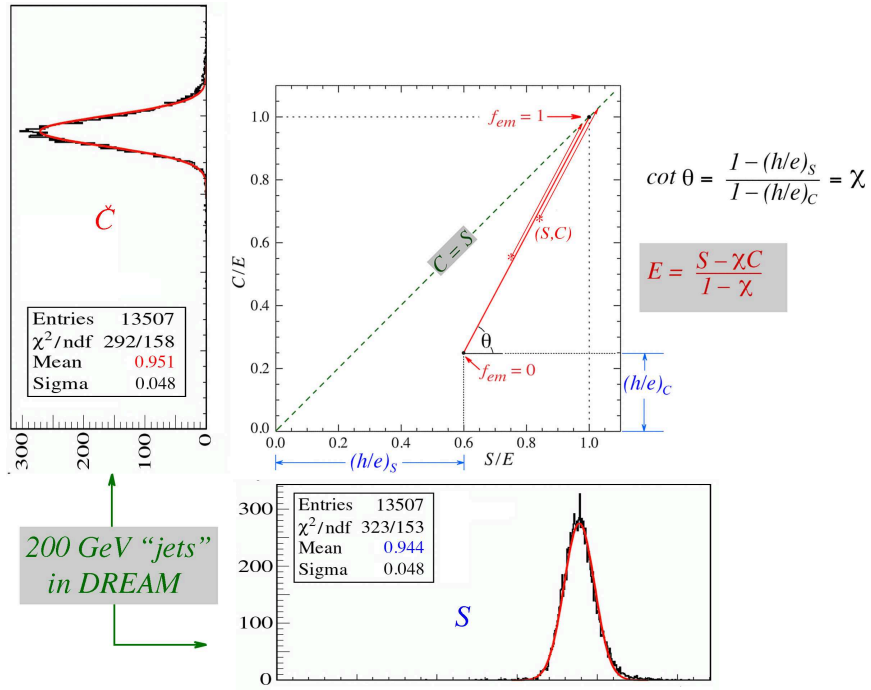 Č
Entries 13507
χ²/ndf 292/158
Mean 0.951
Sigma 0.048
300
200
100
0
C/E
1.0
0.8
0.6
0.4
0.2
0.0
f_em = 1
C = S
(S,C)
θ
f_em = 0
(h/e)_C
0.0 0.2 0.4 0.6 0.8 1.0
(h/e)_S
S/E
cot θ = 1 – (h/e)_S / 1 – (h/e)_C = χ
E = S – χC / 1 – χ
200 GeV “jets”
in DREAM
300
200
100
0
Entries 13507
χ²/ndf 323/153
Mean 0.944
Sigma 0.048
S